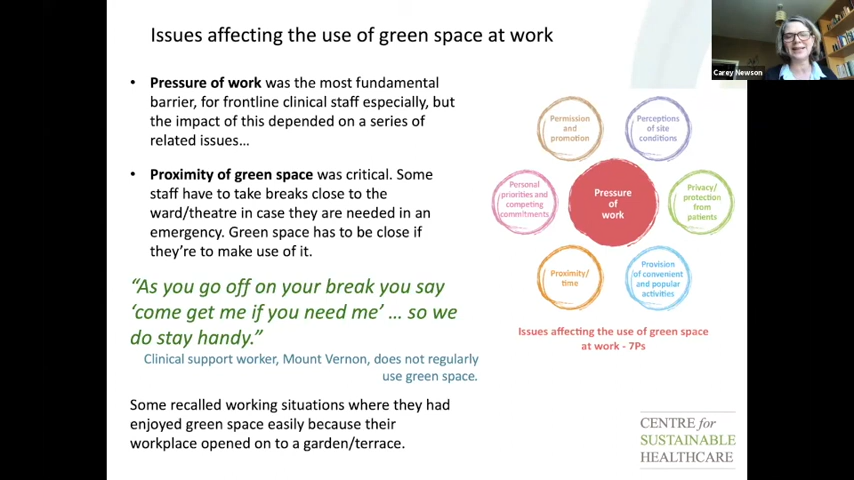 Issues affecting the use of green space at work
• Pressure of work was the most fundamental
barrier, for frontline clinical staff especially, but
the impact of this depended on a series of
related issues...
• Proximity of green space was critical. Some
staff have to take breaks close to the
ward/theatre in case they are needed in an
emergency. Green space has to be close if
they're to make use of it.
“As you go off on your break you say
‘come get me if you need me’ … so we
do stay handy.”
Clinical support worker, Mount Vernon, does not regularly
use green space.
Some recalled working situations where they had
enjoyed green space easily because their
workplace opened on to a garden/terrace.
Permission
and
promotion
Perceptions
of site
conditions
Personal
priorities and
competing
commitments
Pressure
of
work
Privacy/
protection
from
patients
Proximity/
time
Provision
of convenient
and popular
activities
Issues affecting the use of green space
at work - 7Ps
CENTRE for
SUSTAINABLE
HEALTHCARE
Carey Newson